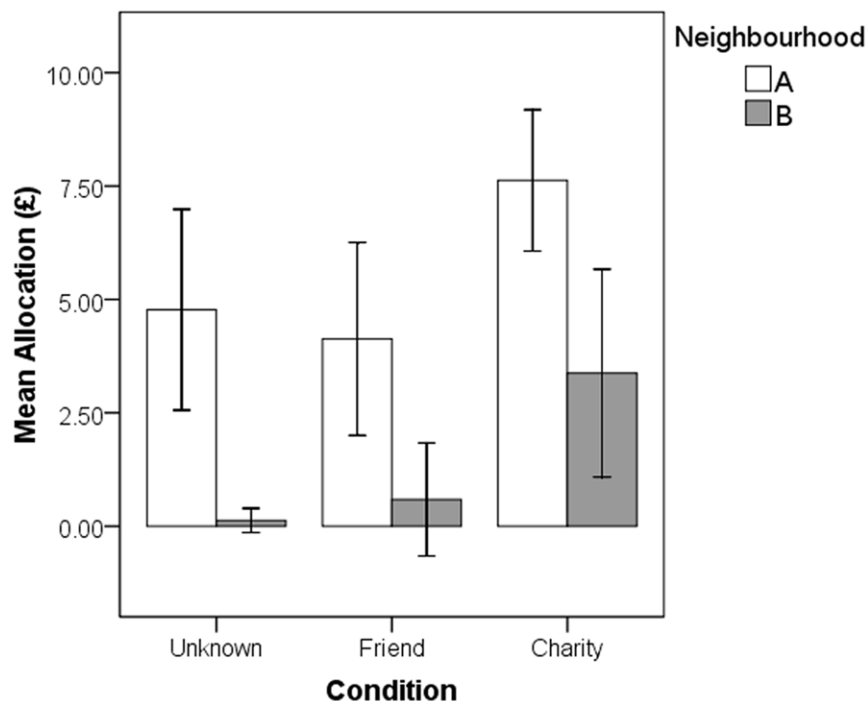 Neighbourhood
A
B
Mean Allocation (£)
10.00
7.50
5.00
2.50
0.00
Unknown
Friend
Charity
Condition